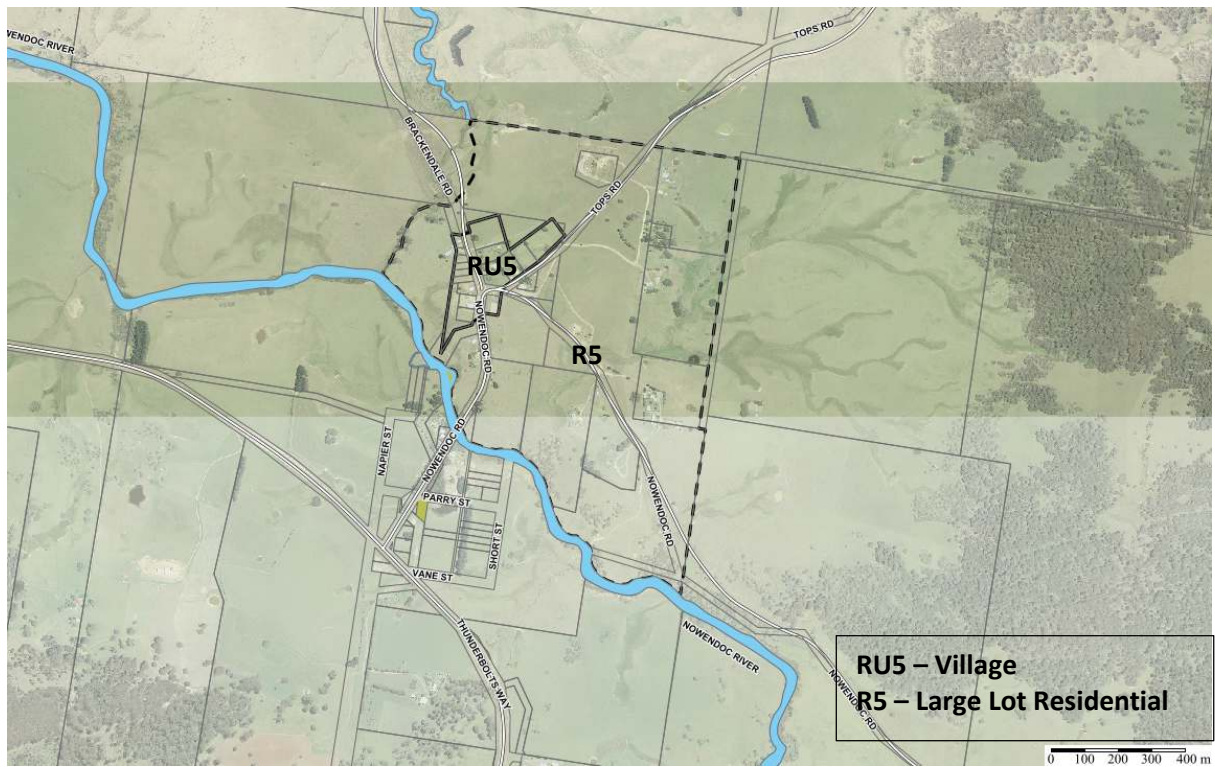 WENDOC RIVER
TOPS RD
BRACKENDALE RD
TOPS RD
RU5
NOWENDOC RD
R5
NAPIER ST
NOWENDOC RD
PARRY ST
NOWENDOC RD
SHORT ST
VANE ST
THUNDERBOLTS WAY
NOWENDOC RIVER
NOWENDOC RD
RU5 – Village
R5 – Large Lot Residential
0 100 200 300 400 m